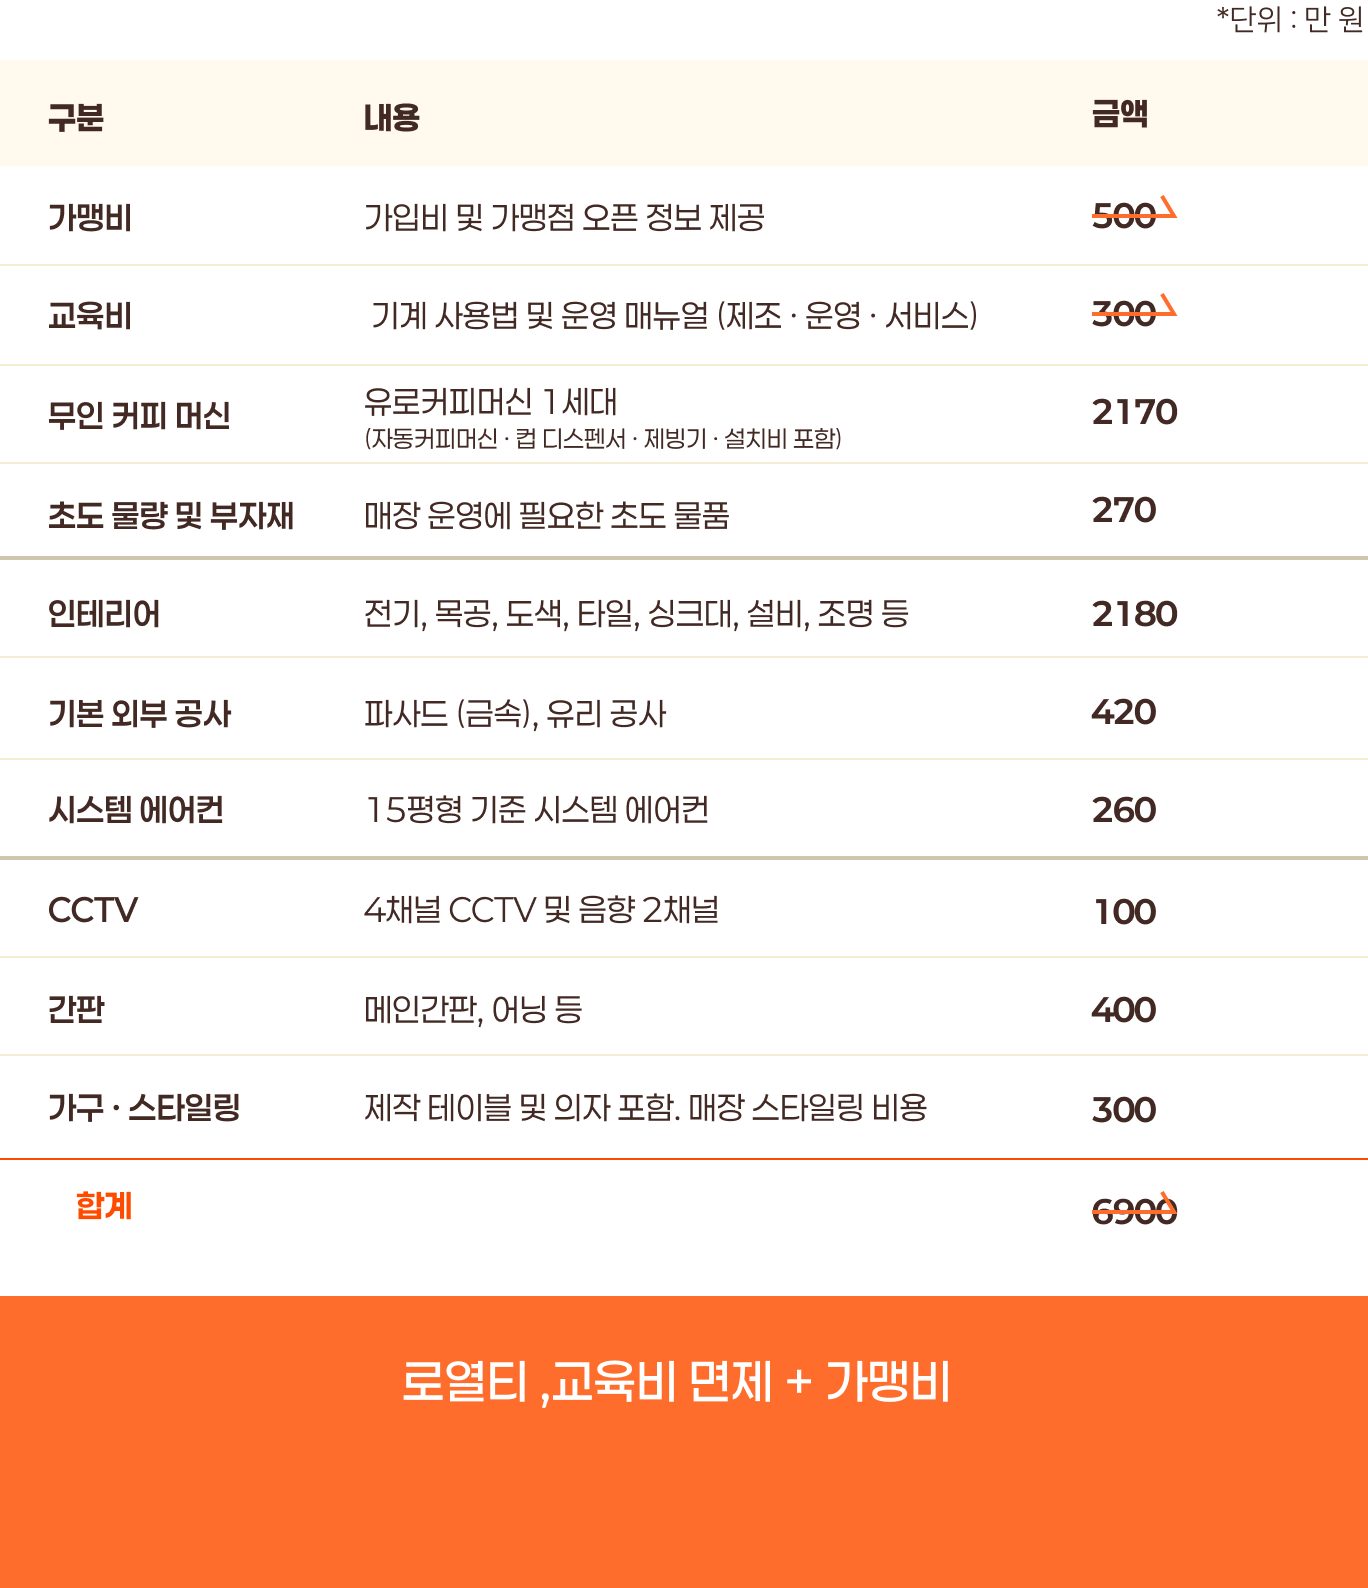 *단위 : 만 원
구분 내용 금액
가맹비 가입비 및 가맹점 오픈 정보 제공 500
교육비 기계 사용법 및 운영 매뉴얼 (제조 · 운영 · 서비스) 300
무인 커피 머신 유로커피머신 1세대 2170
(자동커피머신 · 컵 디스펜서 · 제빙기 · 설치비 포함)
초도 물량 및 부자재 매장 운영에 필요한 초도 물품 270
인테리어 전기, 목공, 도색, 타일, 싱크대, 설비, 조명 등 2180
기본 외부 공사 파사드 (금속), 유리 공사 420
시스템 에어컨 15평형 기준 시스템 에어컨 260
CCTV 4채널 CCTV 및 음향 2채널 100
간판 메인간판, 어닝 등 400
가구 · 스타일링 제작 테이블 및 의자 포함. 매장 스타일링 비용 300
합계 6900
로열티 ,교육비 면제 + 가맹비